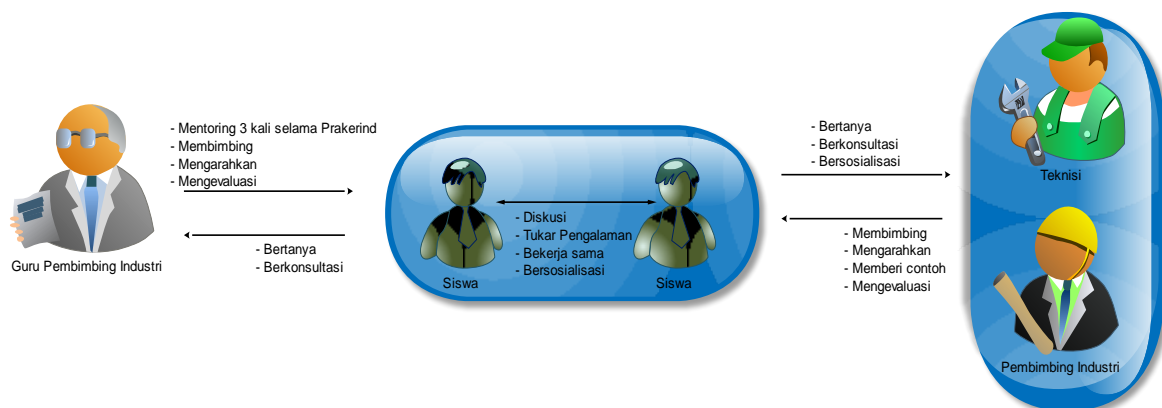 - Mentoring 3 kali selama Prakerind
- Membimbing
- Mengarahkan
- Mengevaluasi
- Bertanya
- Berkonsultasi
Guru Pembimbing Industri
- Diskusi
- Tukar Pengalaman
- Bekerja sama
- Bersosialisasi
Siswa
Siswa
- Bertanya
- Berkonsultasi
- Bersosialisasi
- Membimbing
- Mengarahkan
- Memberi contoh
- Mengevaluasi
Teknisi
Pembimbing Industri